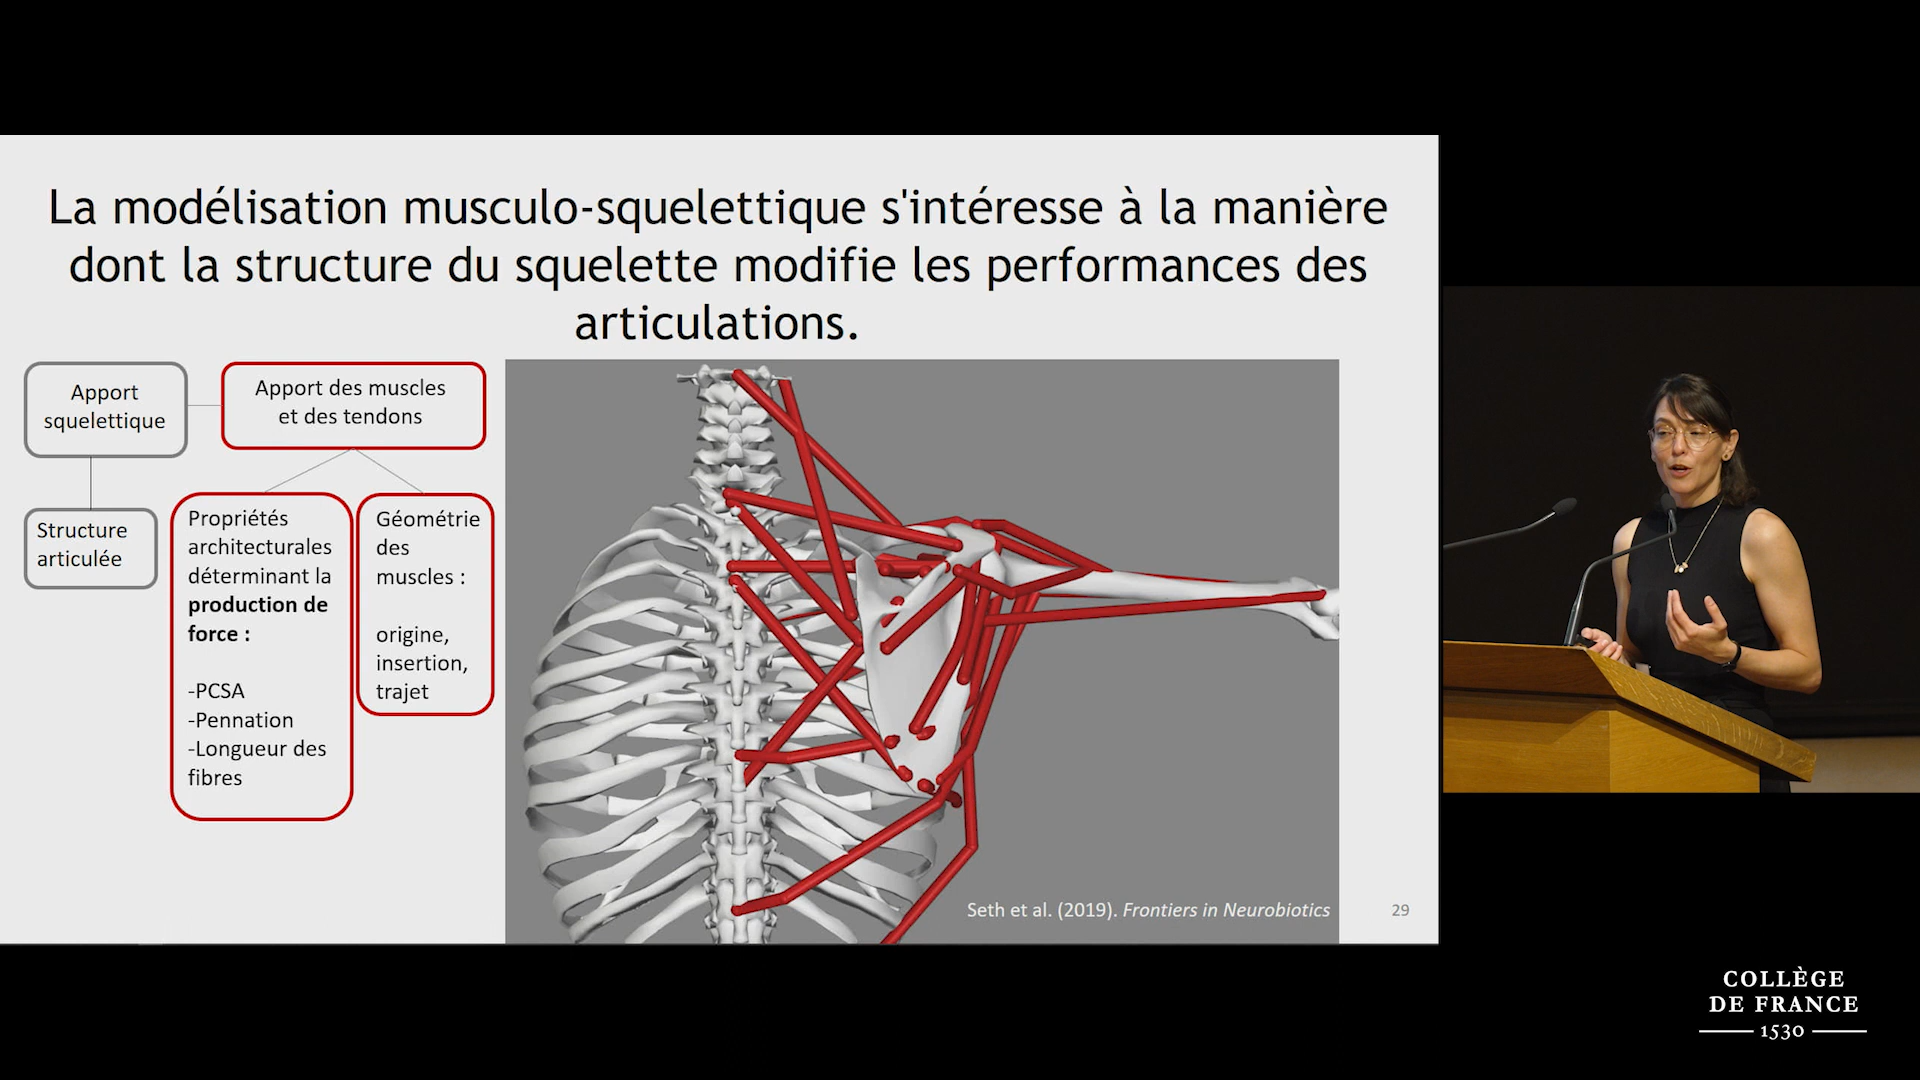 La modélisation musculo-squelettique s'intéresse à la manière
dont la structure du squelette modifie les performances des
articulations.
Apport
squelettique
Apport des muscles
et des tendons
Structure
articulée
Propriétés
architecturales
déterminant la
production de
force :
-PCSA
-Pennation
-Longueur des
fibres
Géométrie
des
muscles :
origine,
insertion,
trajet
Seth et al. (2019). Frontiers in Neurobiotics
29
COLLÈGE
DE FRANCE
1530